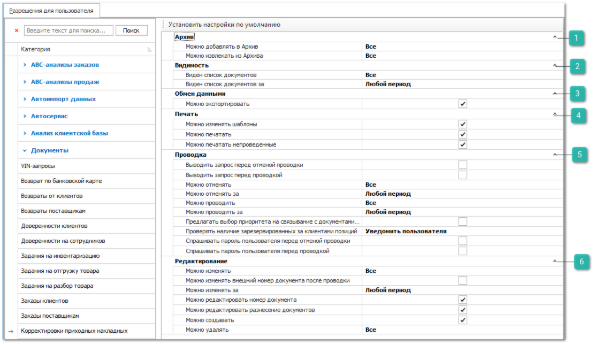 Разрешения для пользователя
Введите текст для поиска...
Поиск
Категория
ABC-анализы заказов
ABC-анализы продаж
Автоимпорт данных
Автосервис
Анализ клиентской базы
Документы
VIN-запросы
Возврат по банковской карте
Возвраты от клиентов
Возвраты поставщикам
Доверенности клиентов
Доверенности на сотрудников
Задания на инвентаризацию
Задания на отгрузку товара
Задания на разбор товара
Заказы клиентов
Заказы поставщикам
Корректировки приходных накладных
Установить настройки по умолчанию
Архив
1
Можно добавлять в Архив Все
Можно извлекать из Архива Все
Видимость
2
Виден список документов Все
Виден список документов за Любой период
Обмен данными
3
Можно экспортировать
Печать
4
Можно изменять шаблоны
Можно печатать
Можно печатать непроведенные
Проводка
5
Выводить запрос перед отменой проводки
Выводить запрос перед проводкой
Можно отменять Все
Можно отменять за Любой период
Можно проводить Все
Можно проводить за Любой период
Предлагать выбор приоритета на связывание с документами...
Проверять наличие зарезервированных за клиентами позиций Уведомить пользователя
Спрашивать пароль пользователя перед отменой проводки
Спрашивать пароль пользователя перед проводкой
Редактирование
6
Можно изменять Все
Можно изменять внешний номер документа после проводки
Можно изменять за Любой период
Можно редактировать номер документа
Можно редактировать разнесение документов
Можно создавать
Можно удалять Все